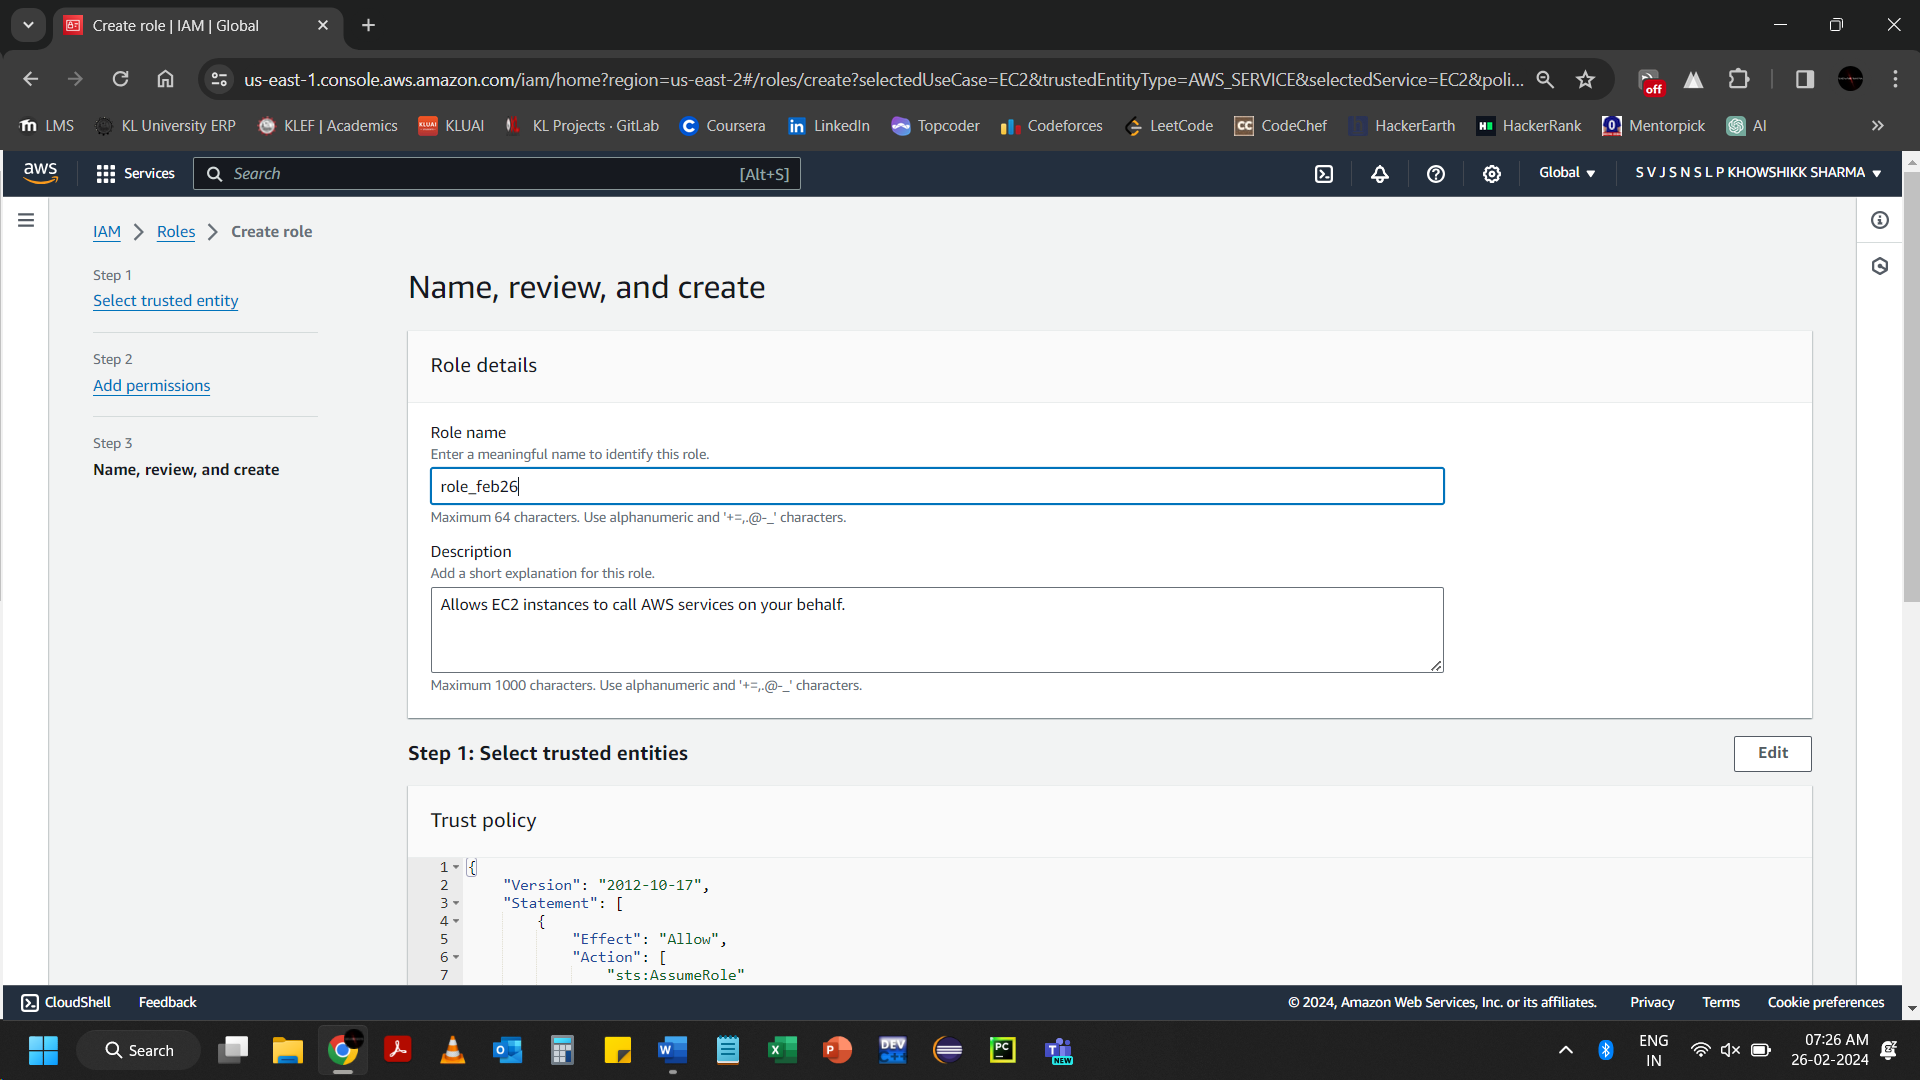 Create role | IAM | Global
us-east-1.console.aws.amazon.com/iam/home?region=us-east-2#/roles/create?selectedUseCase=EC2&trustedEntityType=AWS_SERVICE&selectedService=EC2&poli...
off
LMS KL University ERP KLEF | Academics KLUAI KLUAI KL Projects · GitLab Coursera LinkedIn Topcoder Codeforces LeetCode CC CodeChef HackerEarth HackerRank Mentorpick AI
aws Services Search [Alt+S] Global S V J S N S L P KHOWSHIKK SHARMA
IAM Roles Create role
Step 1
Select trusted entity
Step 2
Add permissions
Step 3
Name, review, and create
Name, review, and create
Role details
Role name
Enter a meaningful name to identify this role.
role_feb26
Maximum 64 characters. Use alphanumeric and '+=,.@-_' characters.
Description
Add a short explanation for this role.
Allows EC2 instances to call AWS services on your behalf.
Maximum 1000 characters. Use alphanumeric and '+=,.@-_' characters.
Step 1: Select trusted entities
Edit
Trust policy
1 {
2 "Version": "2012-10-17",
3 "Statement": [
4 {
5 "Effect": "Allow",
6 "Action": [
7 "sts:AssumeRole"
CloudShell Feedback © 2024, Amazon Web Services, Inc. or its affiliates. Privacy Terms Cookie preferences
Search DEV C++ PC NEW ENG IN 07:26 AM 26-02-2024